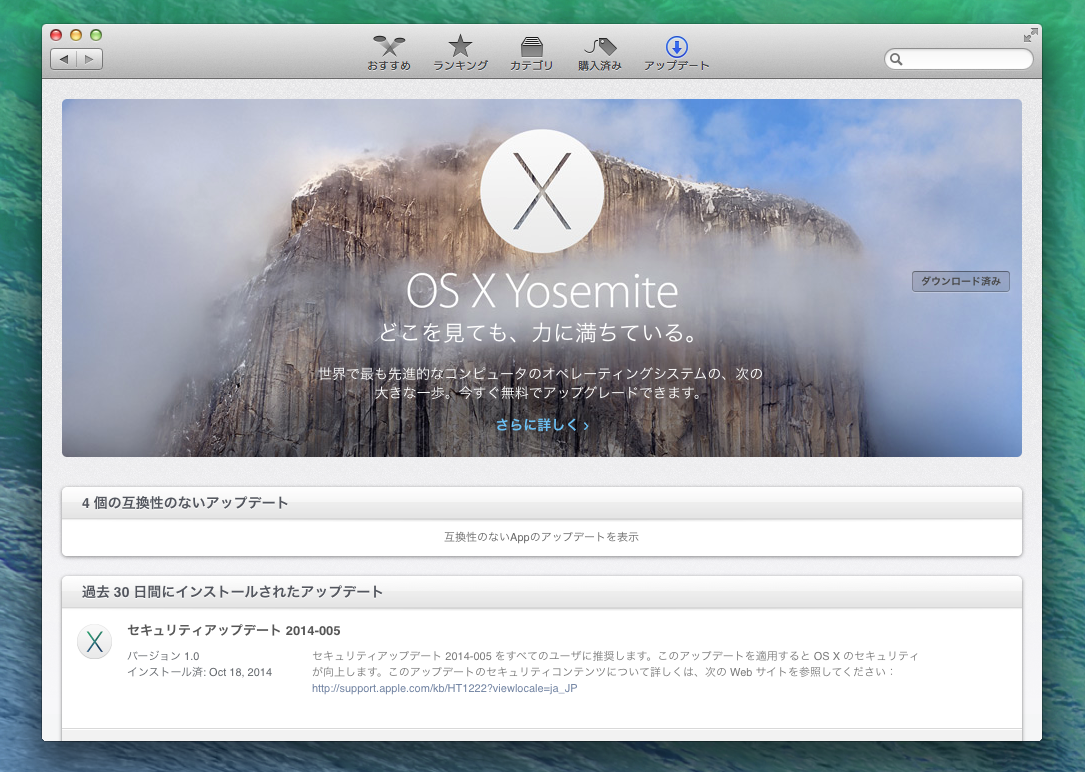 おすすめ
ランキング
カテゴリ
購入済み
アップデート
X
OS X Yosemite
どこを見ても、力に満ちている。
世界で最も先進的なコンピュータのオペレーティングシステムの、次の
大きな一歩。今すぐ無料でアップグレードできます。
さらに詳しく ›
ダウンロード済み
4 個の互換性のないアップデート
互換性のないAppのアップデートを表示
過去 30 日間にインストールされたアップデート
X
セキュリティアップデート 2014-005
バージョン 1.0
インストール済: Oct 18, 2014
セキュリティアップデート 2014-005 をすべてのユーザに推奨します。このアップデートを適用すると OS X のセキュリティ
が向上します。このアップデートのセキュリティコンテンツについて詳しくは、次の Web サイトを参照してください：
http://support.apple.com/kb/HT1222?viewlocale=ja_JP